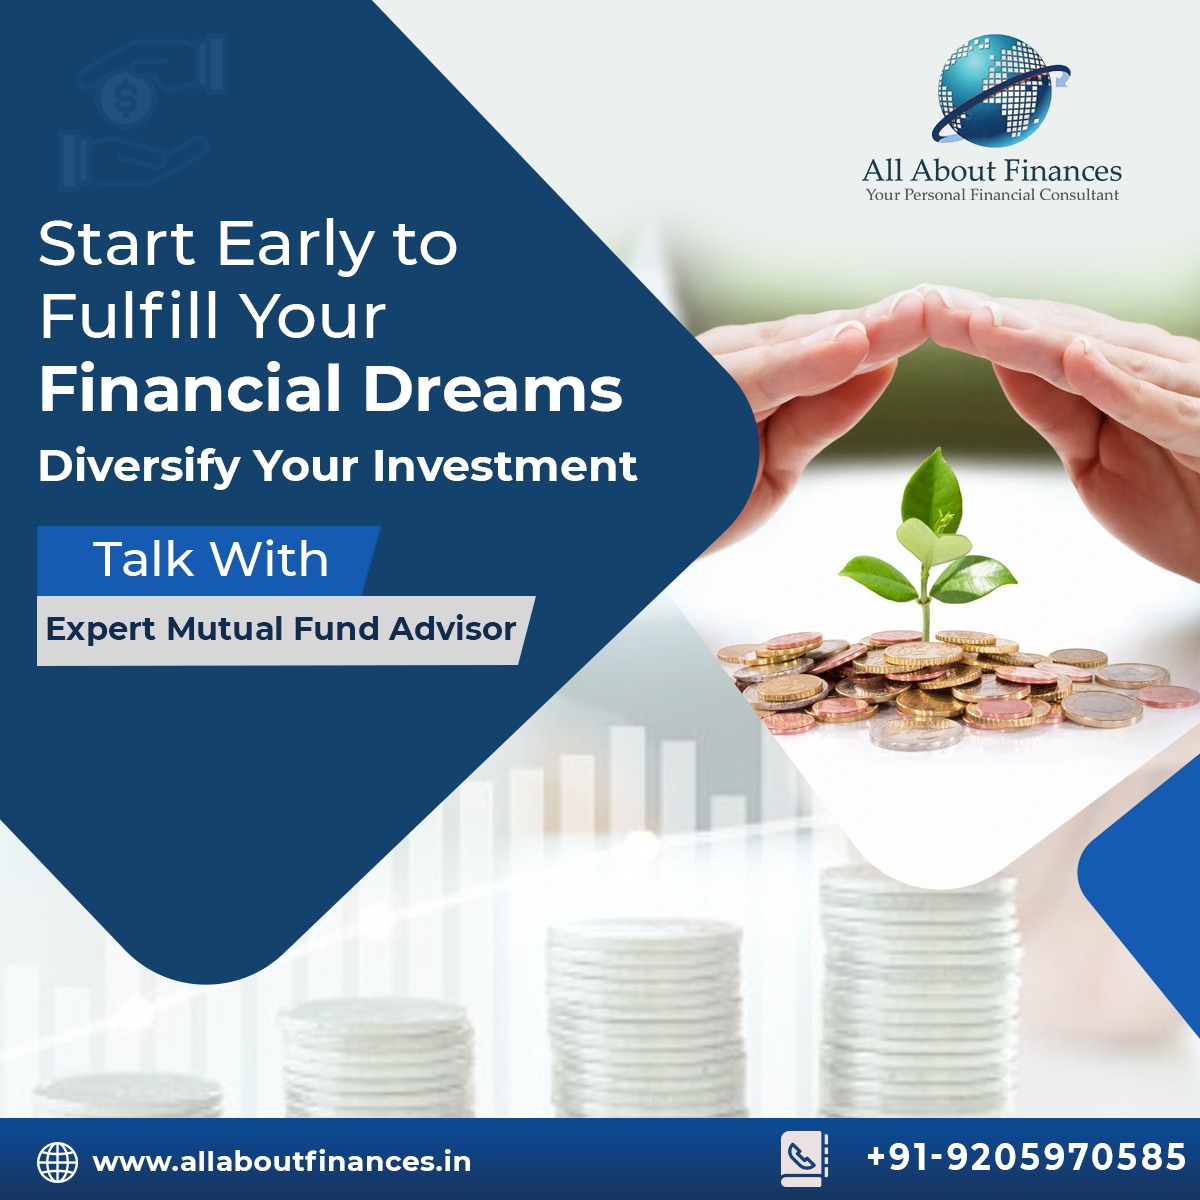 All About Finances
Your Personal Financial Consultant
$
Start Early to
Fulfill Your
Financial Dreams
Diversify Your Investment
Talk With
Expert Mutual Fund Advisor
www.allaboutfinances.in
+91-9205970585